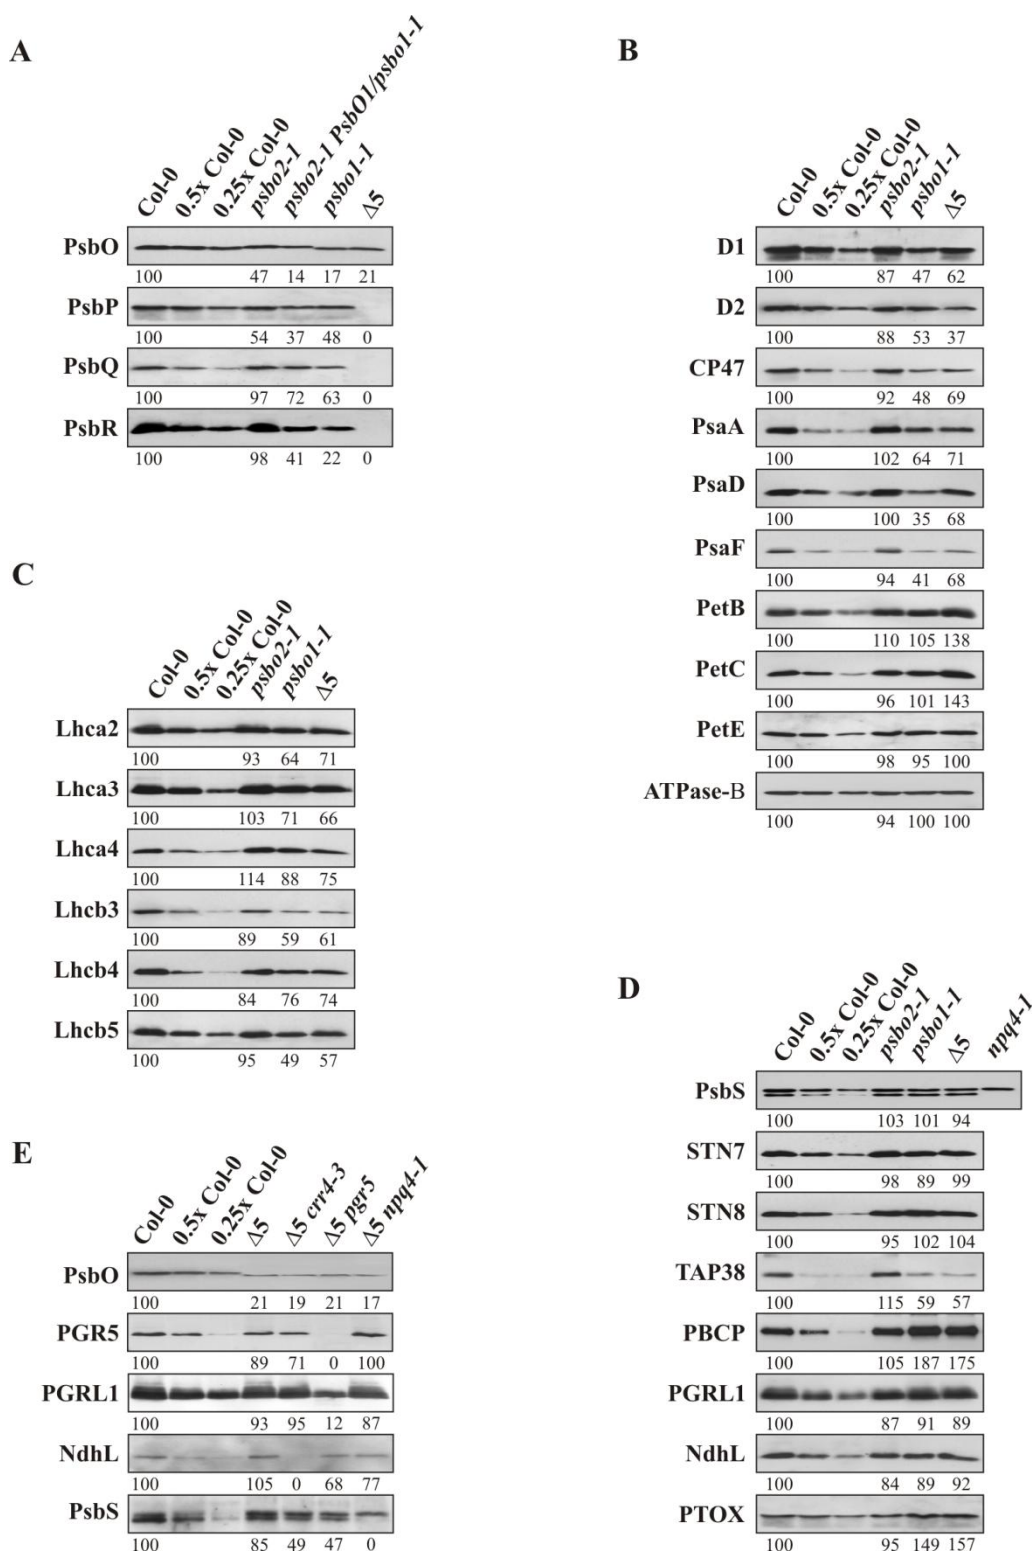 A
Col-0
0.5x Col-0
0.25x Col-0
psbo2-1
psbo2-1 PsbO1/psbo1-1
psbo1-1
Δ5
PsbO
100 47 14 17 21
PsbP
100 54 37 48 0
PsbQ
100 97 72 63 0
PsbR
100 98 41 22 0
B
Col-0
0.5x Col-0
0.25x Col-0
psbo2-1
psbo1-1
Δ5
D1
100 87 47 62
D2
100 88 53 37
CP47
100 92 48 69
PsaA
100 102 64 71
PsaD
100 100 35 68
PsaF
100 94 41 68
PetB
100 110 105 138
PetC
100 96 101 143
PetE
100 98 95 100
ATPase-B
100 94 100 100
C
Col-0
0.5x Col-0
0.25x Col-0
psbo2-1
psbo1-1
Δ5
Lhca2
100 93 64 71
Lhca3
100 103 71 66
Lhca4
100 114 88 75
Lhcb3
100 89 59 61
Lhcb4
100 84 76 74
Lhcb5
100 95 49 57
D
Col-0
0.5x Col-0
0.25x Col-0
psbo2-1
psbo1-1
Δ5
npq4-1
PsbS
100 103 101 94
STN7
100 98 89 99
STN8
100 95 102 104
TAP38
100 115 59 57
PBCP
100 105 187 175
PGRL1
100 87 91 89
NdhL
100 84 89 92
PTOX
100 95 149 157
E
Col-0
0.5x Col-0
0.25x Col-0
Δ5
Δ5 crr4-3
Δ5 pgr5
Δ5 npq4-1
PsbO
100 21 19 21 17
PGR5
100 89 71 0 100
PGRL1
100 93 95 12 87
NdhL
100 105 0 68 77
PsbS
100 85 49 47 0